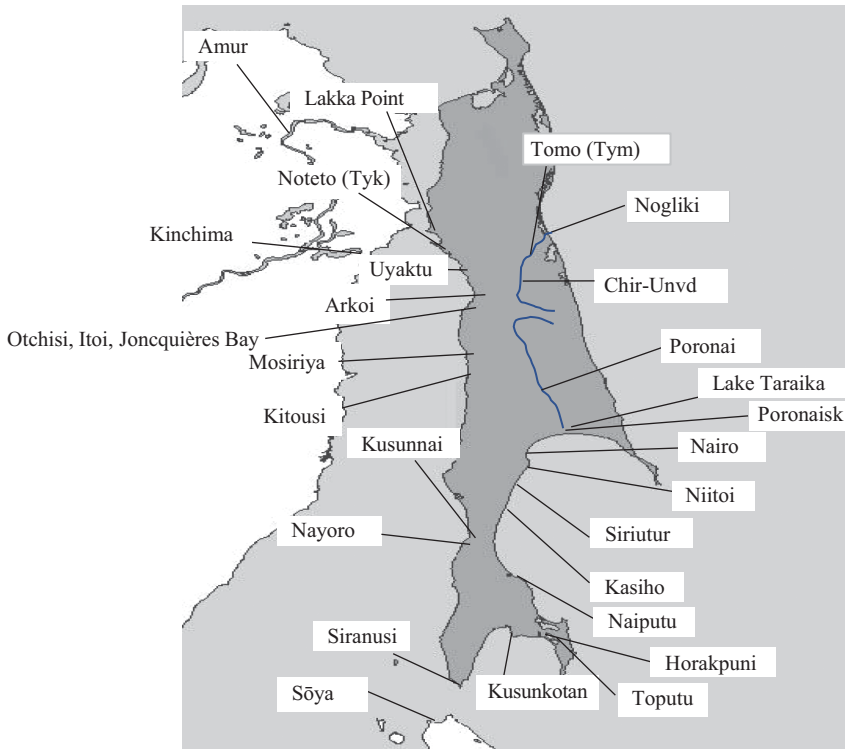 Amur
Lakka Point
Tomo (Tym)
Noteto (Tyk)
Nogliki
Kinchima
Uyaktu
Chir-Unvd
Arkoi
Otchisi, Itoi, Joncquières Bay
Mosiriya
Poronai
Lake Taraika
Kitousi
Poronaisk
Kusunnai
Nairo
Niitoi
Nayoro
Siriutur
Kasiho
Naiputu
Siranusi
Horakpuni
Sōya
Kusunkotan
Toputu